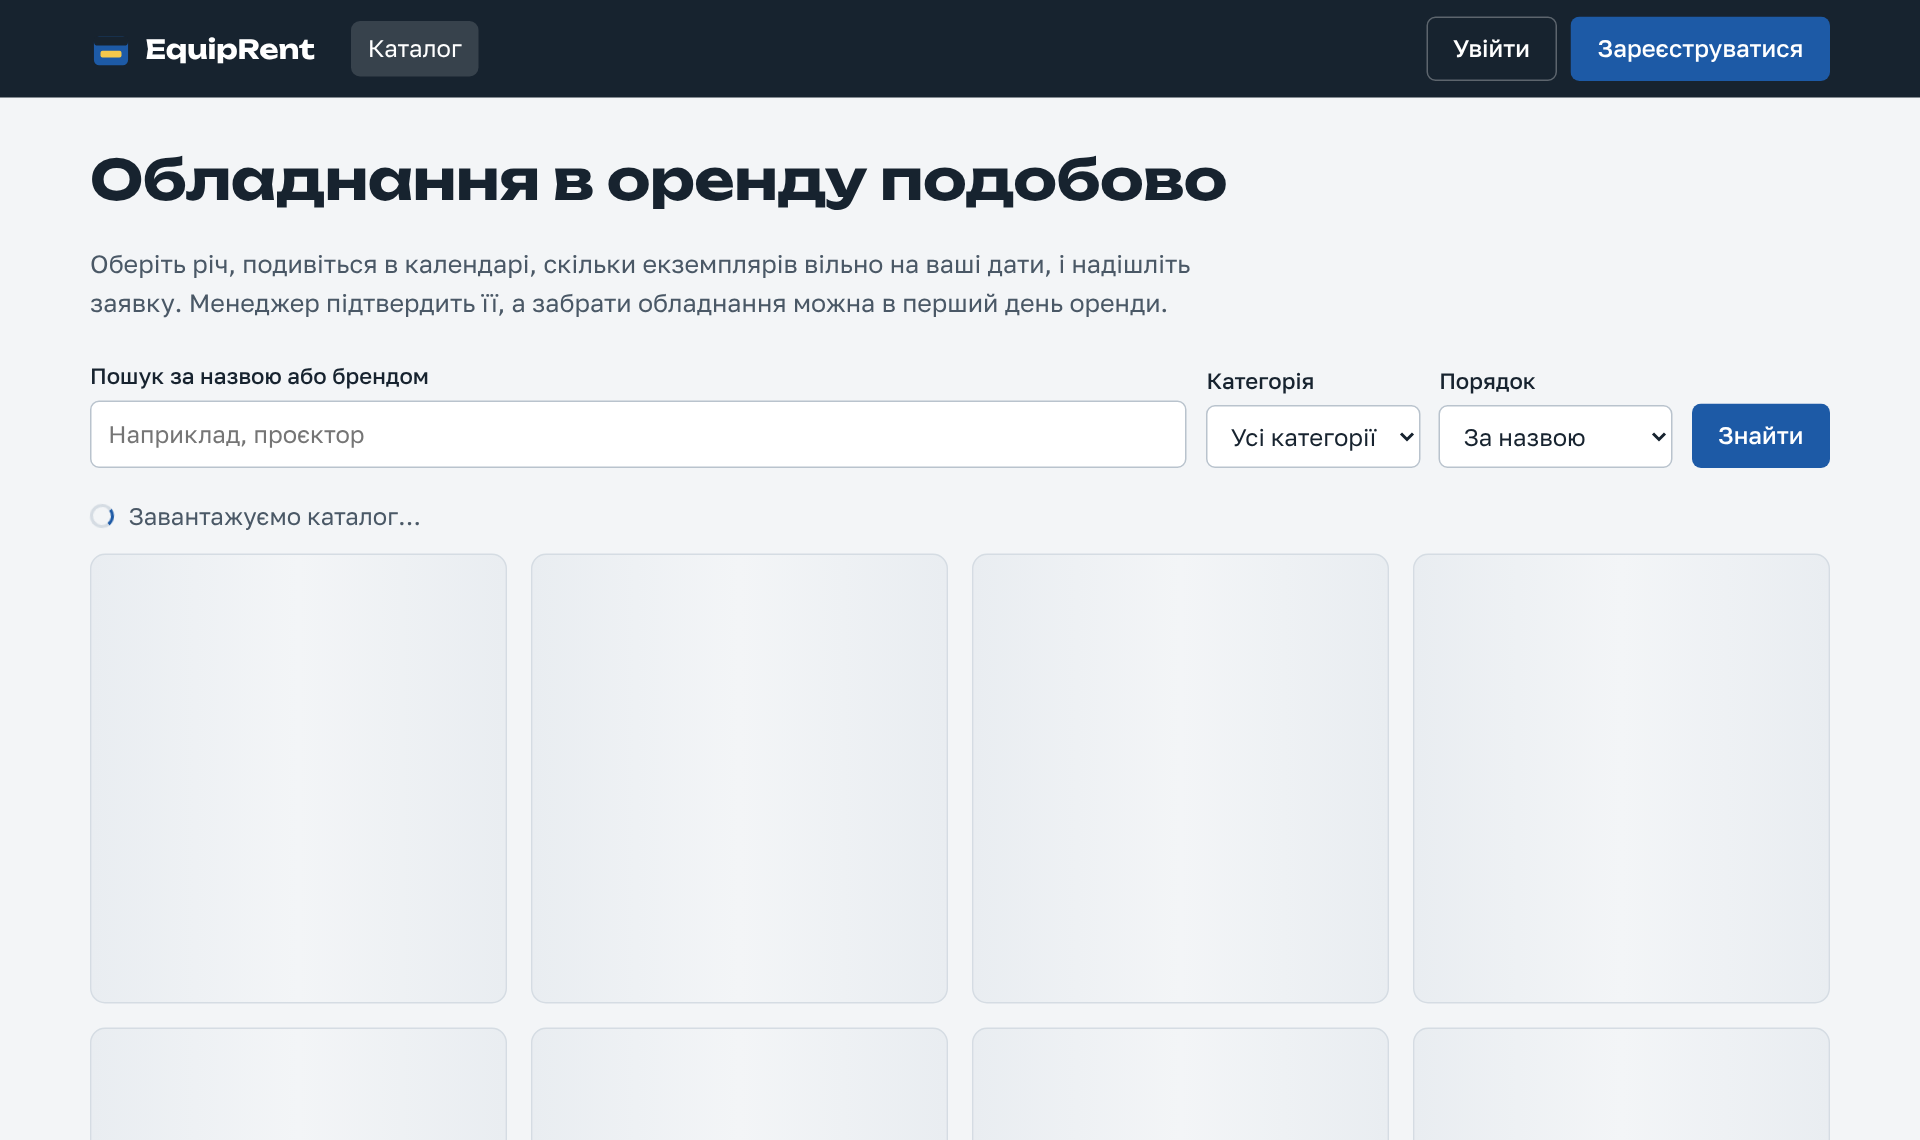 EquipRent
Каталог
Увійти
Зареєструватися
Обладнання в оренду подобово
Оберіть річ, подивіться в календарі, скільки екземплярів вільно на ваші дати, і надішліть
заявку. Менеджер підтвердить її, а забрати обладнання можна в перший день оренди.
Пошук за назвою або брендом
Категорія
Порядок
Наприклад, проєктор
Усі категорії
За назвою
Знайти
Завантажуємо каталог…